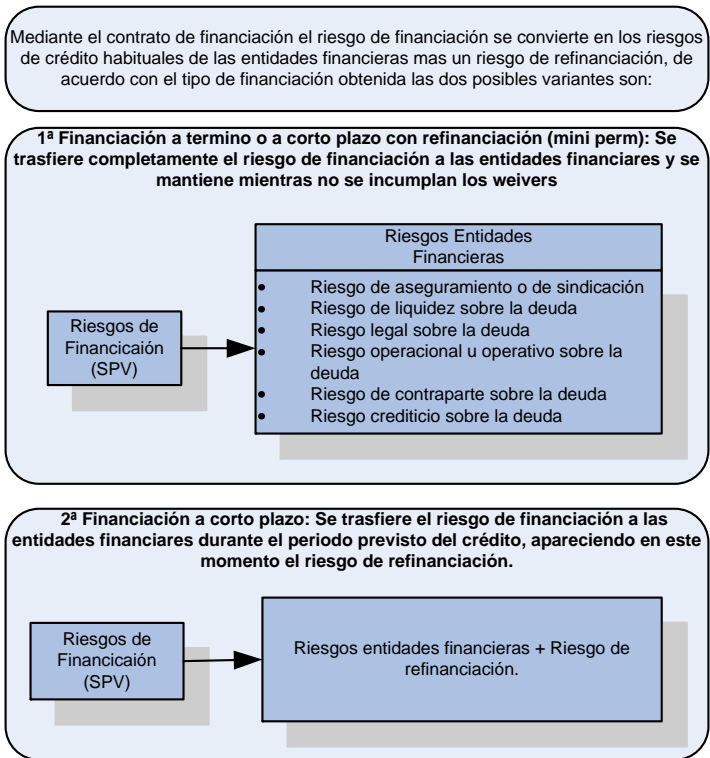 Mediante el contrato de financiación el riesgo de financiación se convierte en los riesgos
de crédito habituales de las entidades financieras mas un riesgo de refinanciación, de
acuerdo con el tipo de financiación obtenida las dos posibles variantes son:
1ª Financiación a termino o a corto plazo con refinanciación (mini perm): Se
trasfiere completamente el riesgo de financiación a las entidades financiares y se
mantiene mientras no se incumplan los weivers
Riesgos de
Financicaión
(SPV)
Riesgos Entidades
Financieras
• Riesgo de aseguramiento o de sindicación
• Riesgo de liquidez sobre la deuda
• Riesgo legal sobre la deuda
• Riesgo operacional u operativo sobre la
deuda
• Riesgo de contraparte sobre la deuda
• Riesgo crediticio sobre la deuda
2ª Financiación a corto plazo: Se trasfiere el riesgo de financiación a las
entidades financiares durante el periodo previsto del crédito, apareciendo en este
momento el riesgo de refinanciación.
Riesgos de
Financicaión
(SPV)
Riesgos entidades financieras + Riesgo de
refinanciación.